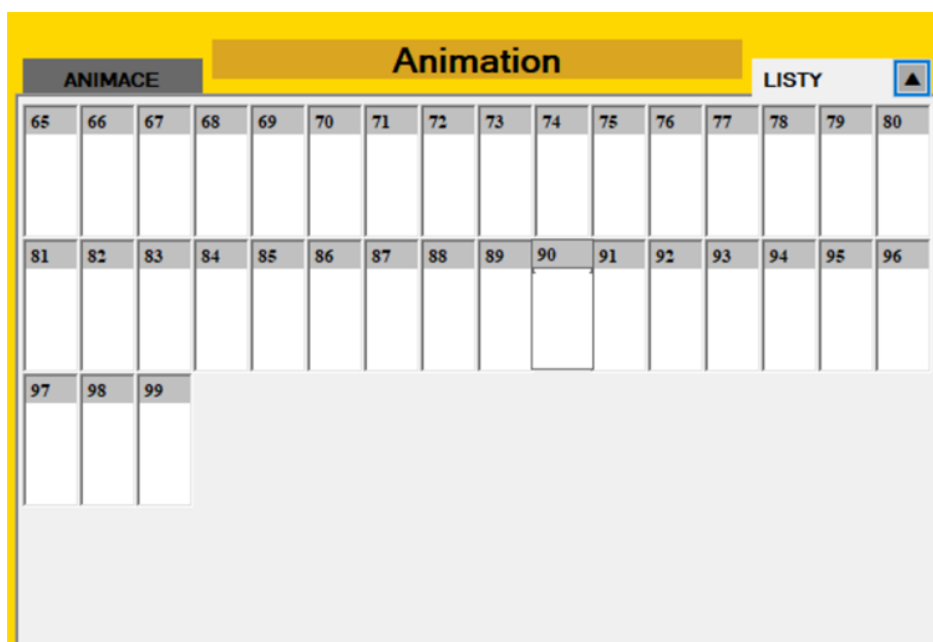 Animation
ANIMACE
LISTY
65 66 67 68 69 70 71 72 73 74 75 76 77 78 79 80
81 82 83 84 85 86 87 88 89 90 91 92 93 94 95 96
97 98 99